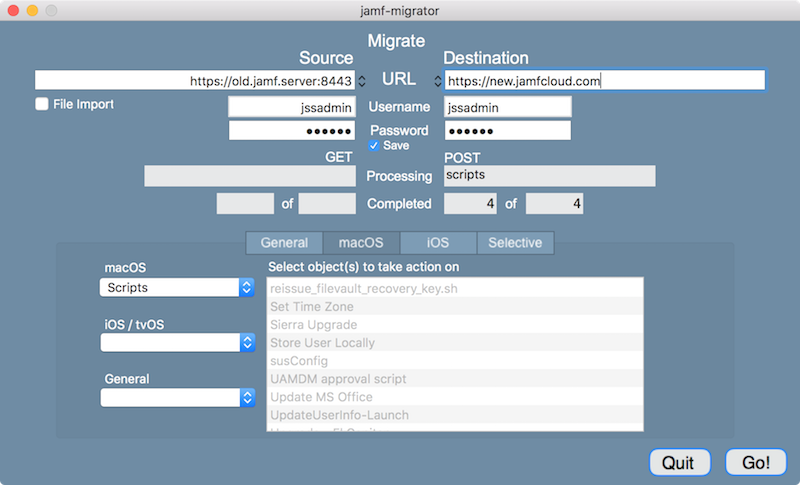 jamf-migrator
Migrate
Source
Destination
https://old.jamf.server:8443
URL
https://new.jamfcloud.com
File Import
jssadmin
Username
jssadmin
••••••
Password
••••••
Save
GET
POST
Processing
scripts
of
Completed
4 of 4
General macOS iOS Selective
macOS
Select object(s) to take action on
Scripts
reissue_filevault_recovery_key.sh
Set Time Zone
Sierra Upgrade
iOS / tvOS
Store User Locally
susConfig
General
UAMDM approval script
Update MS Office
UpdateUserInfo-Launch
Quit
Go!